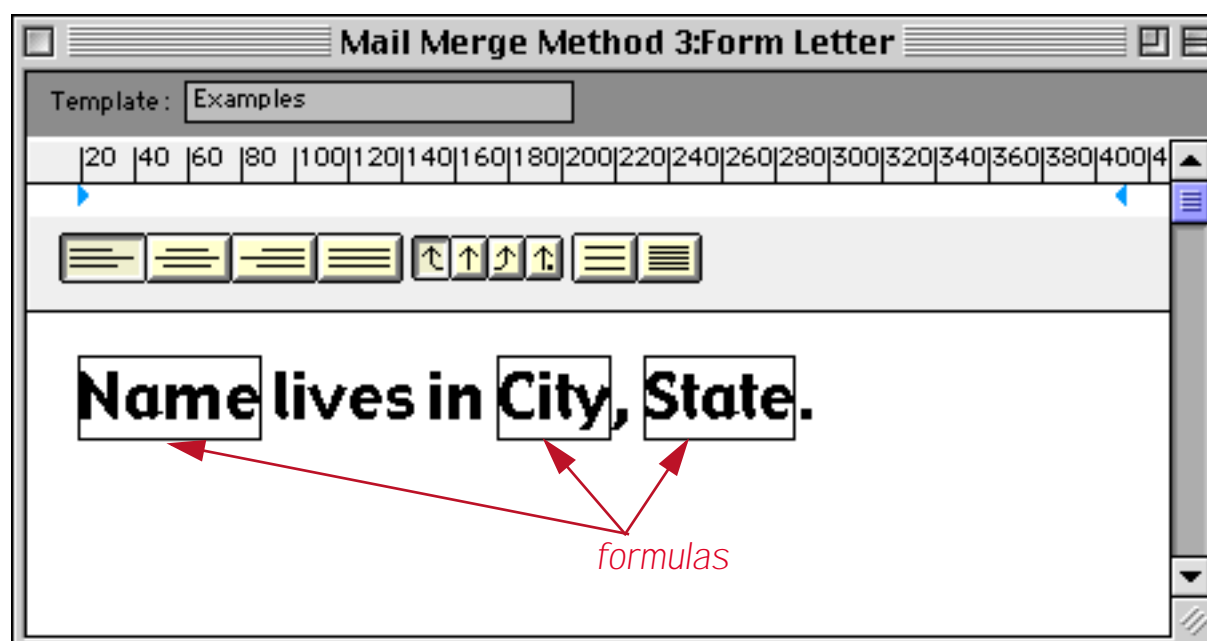 Mail Merge Method 3:Form Letter
Template: Examples
|20 |40 |60 |80 |100|120|140|160|180|200|220|240|260|280|300|320|340|360|380|400|4
Name lives in City, State.
formulas